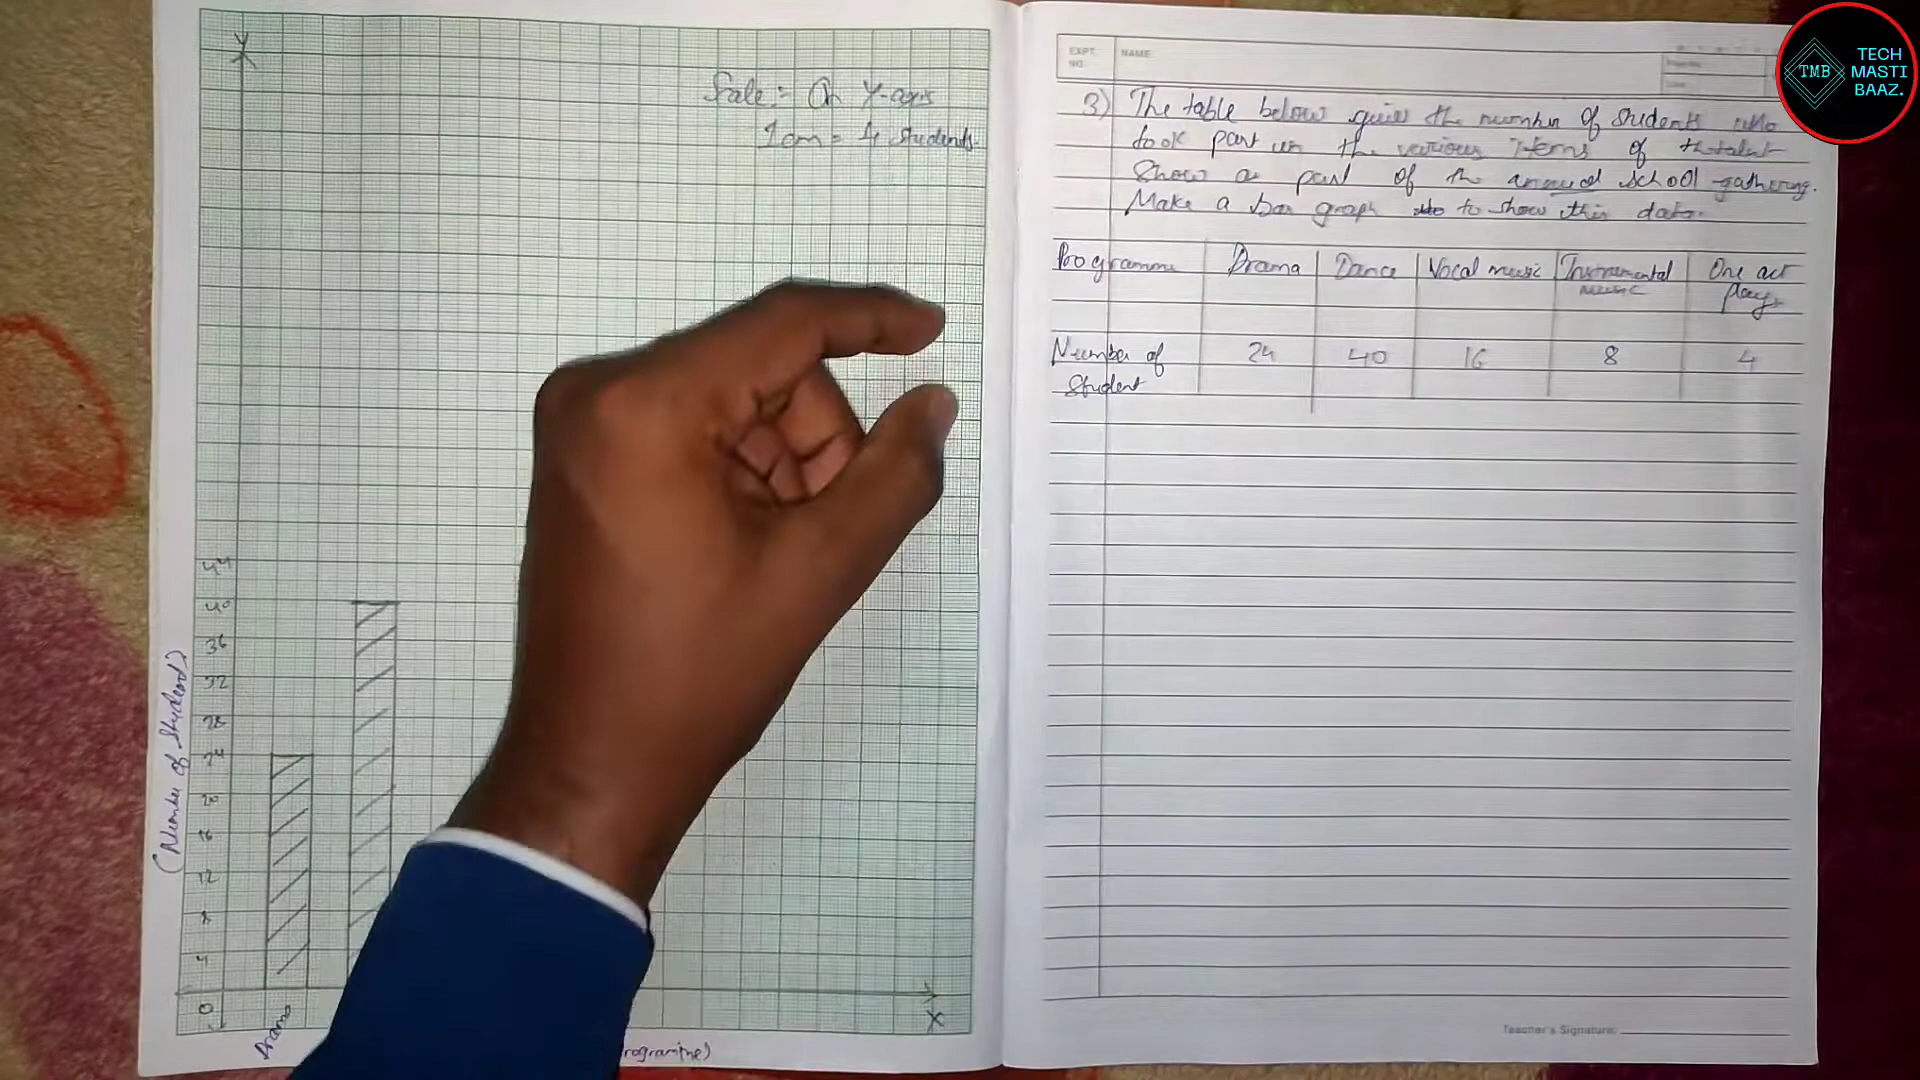 Y
Scale:- On Y-axis
1cm = 4 students.
44
40
36
32
28
24
20
16
12
8
4
0
(Number of Student)
Drama
X
rogramme)
EXPT. NO.
NAME
3) The table below gives the number of students who
took part in the various items of the talent
Show as part of the annual school gathering.
Make a bar graph to show this data.
Programme Drama Dance Vocal music Instrumental music One act play
Number of Student 24 40 16 8 4
Teacher's Signature:
TMB
TECH
MASTI
BAAZ.